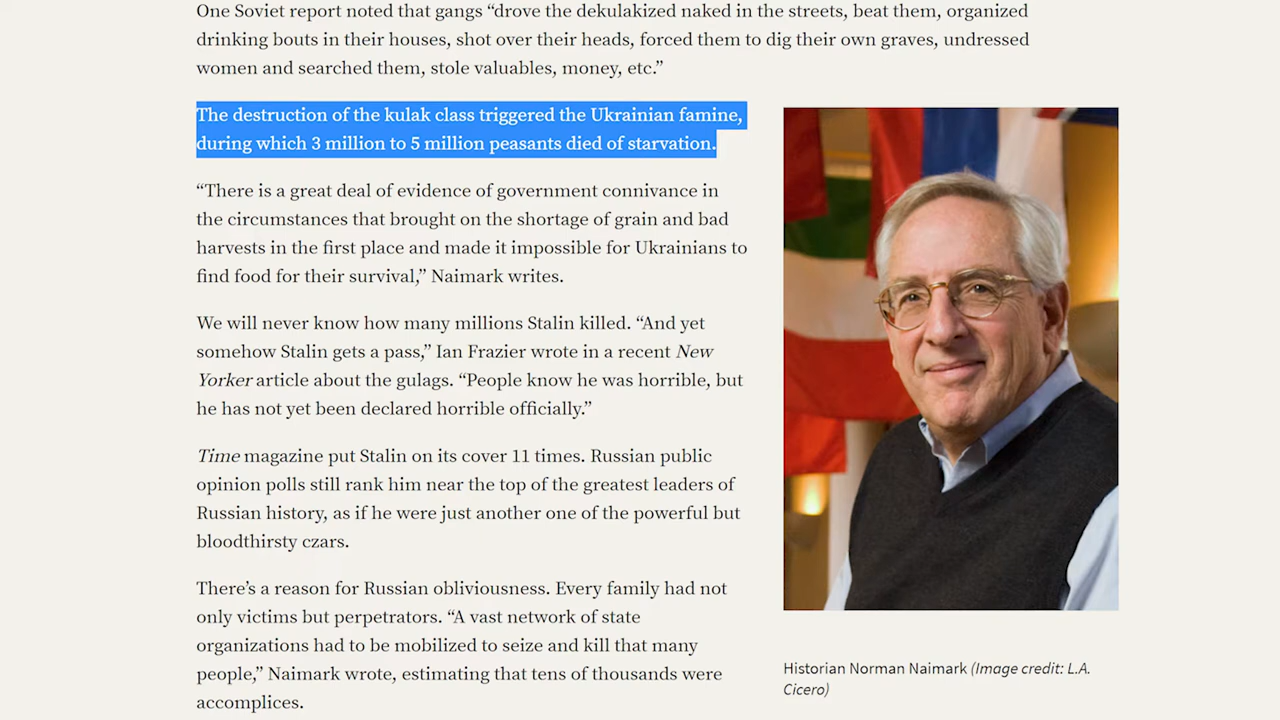 One Soviet report noted that gangs “drove the dekulakized naked in the streets, beat them, organized
drinking bouts in their houses, shot over their heads, forced them to dig their own graves, undressed
women and searched them, stole valuables, money, etc.”
The destruction of the kulak class triggered the Ukrainian famine,
during which 3 million to 5 million peasants died of starvation.
“There is a great deal of evidence of government connivance in
the circumstances that brought on the shortage of grain and bad
harvests in the first place and made it impossible for Ukrainians to
find food for their survival,” Naimark writes.
We will never know how many millions Stalin killed. “And yet
somehow Stalin gets a pass,” Ian Frazier wrote in a recent New
Yorker article about the gulags. “People know he was horrible, but
he has not yet been declared horrible officially.”
Time magazine put Stalin on its cover 11 times. Russian public
opinion polls still rank him near the top of the greatest leaders of
Russian history, as if he were just another one of the powerful but
bloodthirsty czars.
There’s a reason for Russian obliviousness. Every family had not
only victims but perpetrators. “A vast network of state
organizations had to be mobilized to seize and kill that many
people,” Naimark wrote, estimating that tens of thousands were
accomplices.
Historian Norman Naimark (Image credit: L.A.
Cicero)